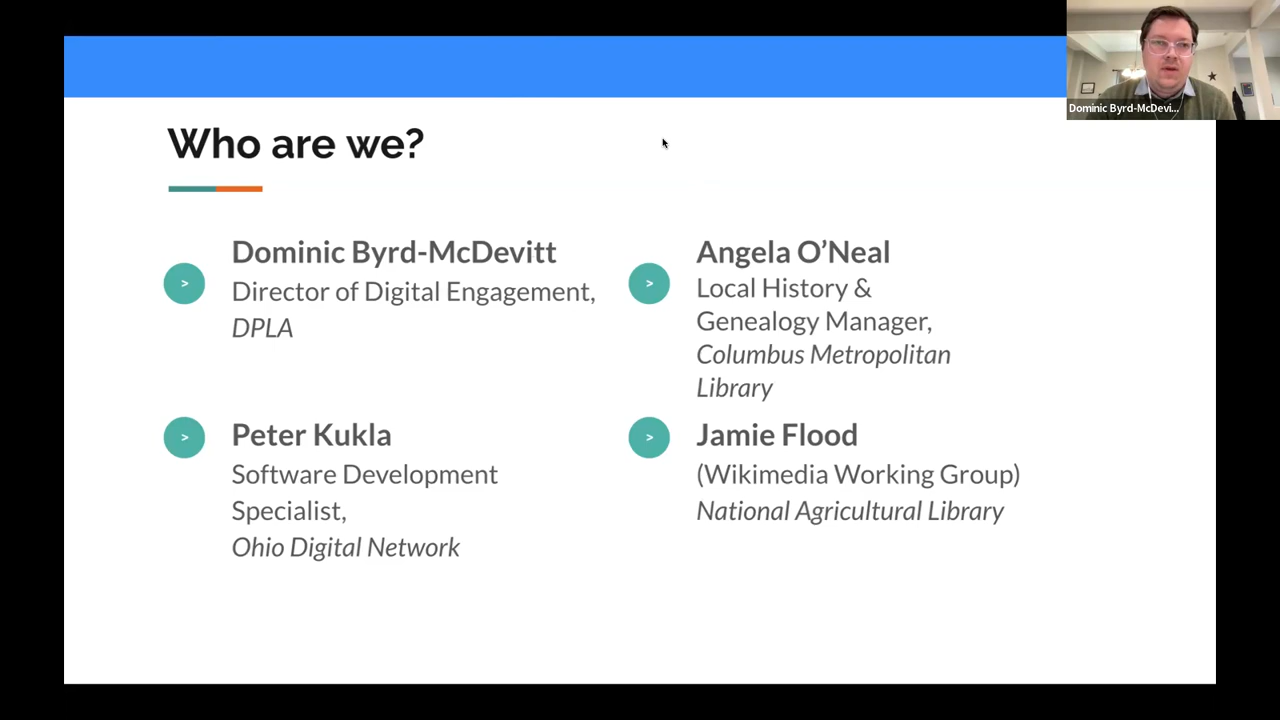 Dominic Byrd-McDevi...
Who are we?
>
Dominic Byrd-McDevitt
Director of Digital Engagement,
DPLA
>
Angela O’Neal
Local History &
Genealogy Manager,
Columbus Metropolitan
Library
>
Peter Kukla
Software Development
Specialist,
Ohio Digital Network
>
Jamie Flood
(Wikimedia Working Group)
National Agricultural Library